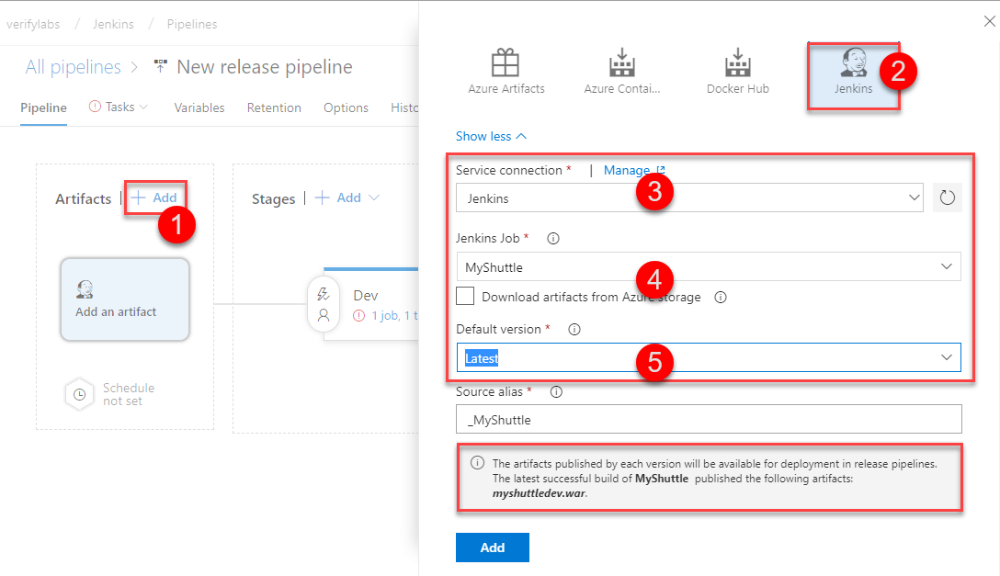 verifylabs / Jenkins / Pipelines
All pipelines > New release pipeline
Pipeline Tasks Variables Retention Options Histo
Artifacts | + Add
1
Stages | + Add
Add an artifact
Schedule
not set
Dev
1 job, 1 t
Azure Artifacts
Azure Contai...
Docker Hub
Jenkins
2
Show less
Service connection * | Manage
3
Jenkins
Jenkins Job *
MyShuttle
4
Download artifacts from Azure storage
Default version *
Latest
5
Source alias *
_MyShuttle
The artifacts published by each version will be available for deployment in release pipelines.
The latest successful build of MyShuttle published the following artifacts:
myshuttledev.war.
Add